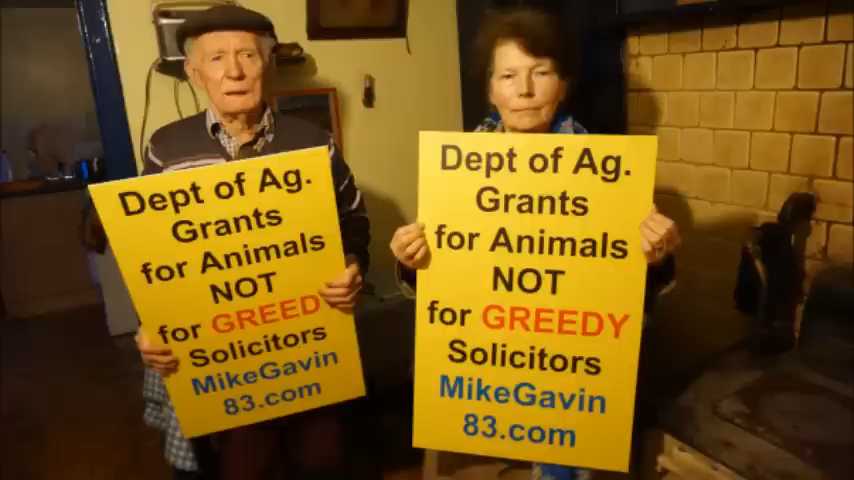 Dept of Ag.
Grants
for Animals
NOT
for GREED
Solicitors
MikeGavin
83.com
Dept of Ag.
Grants
for Animals
NOT
for GREEDY
Solicitors
MikeGavin
83.com